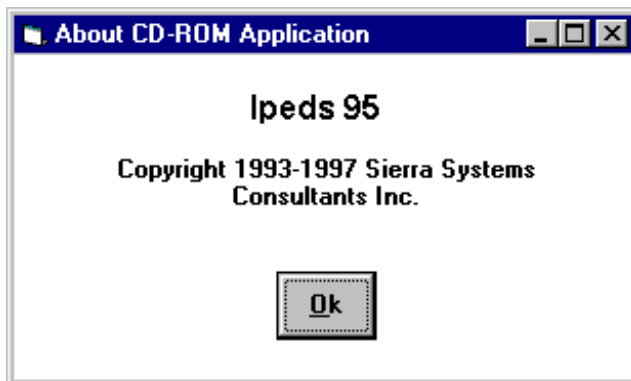 About CD-ROM Application
Ipeds 95
Copyright 1993-1997 Sierra Systems
Consultants Inc.
Ok